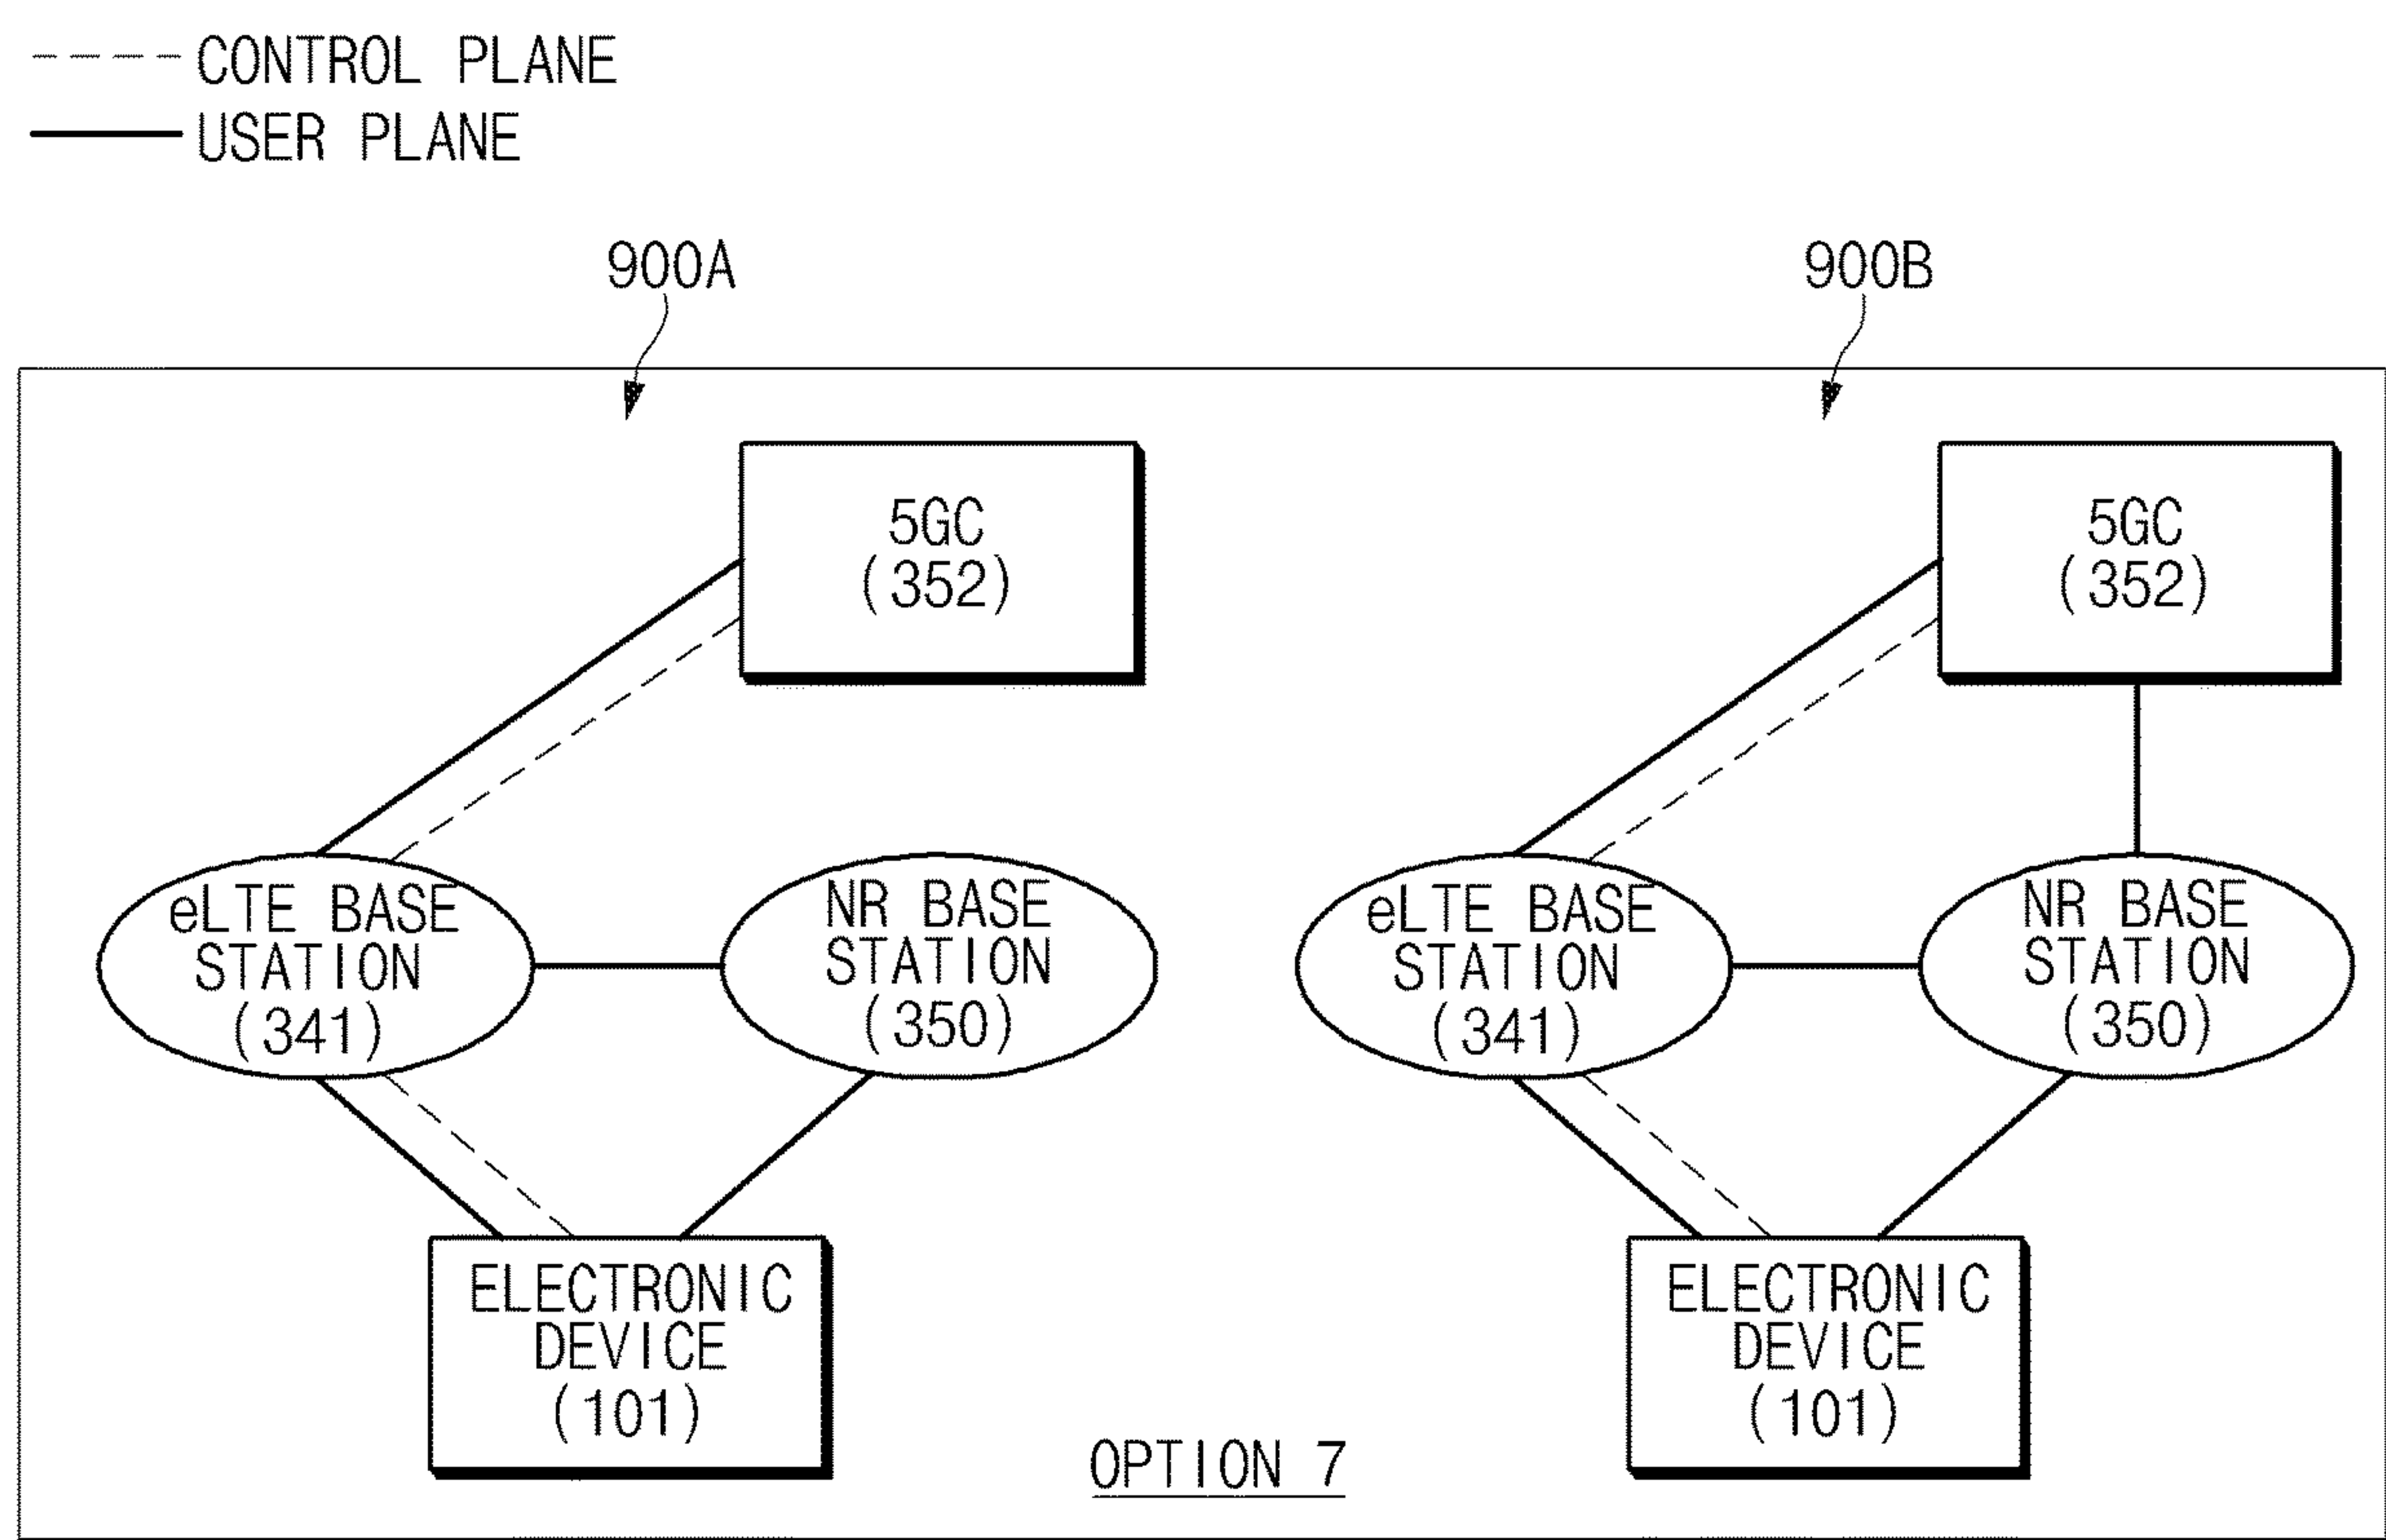 CONTROL PLANE
USER PLANE
900A
900B
5GC
(352)
5GC
(352)
eLTE BASE
STATION
(341)
NR BASE
STATION
(350)
eLTE BASE
STATION
(341)
NR BASE
STATION
(350)
ELECTRONIC
DEVICE
(101)
ELECTRONIC
DEVICE
(101)
OPTION 7